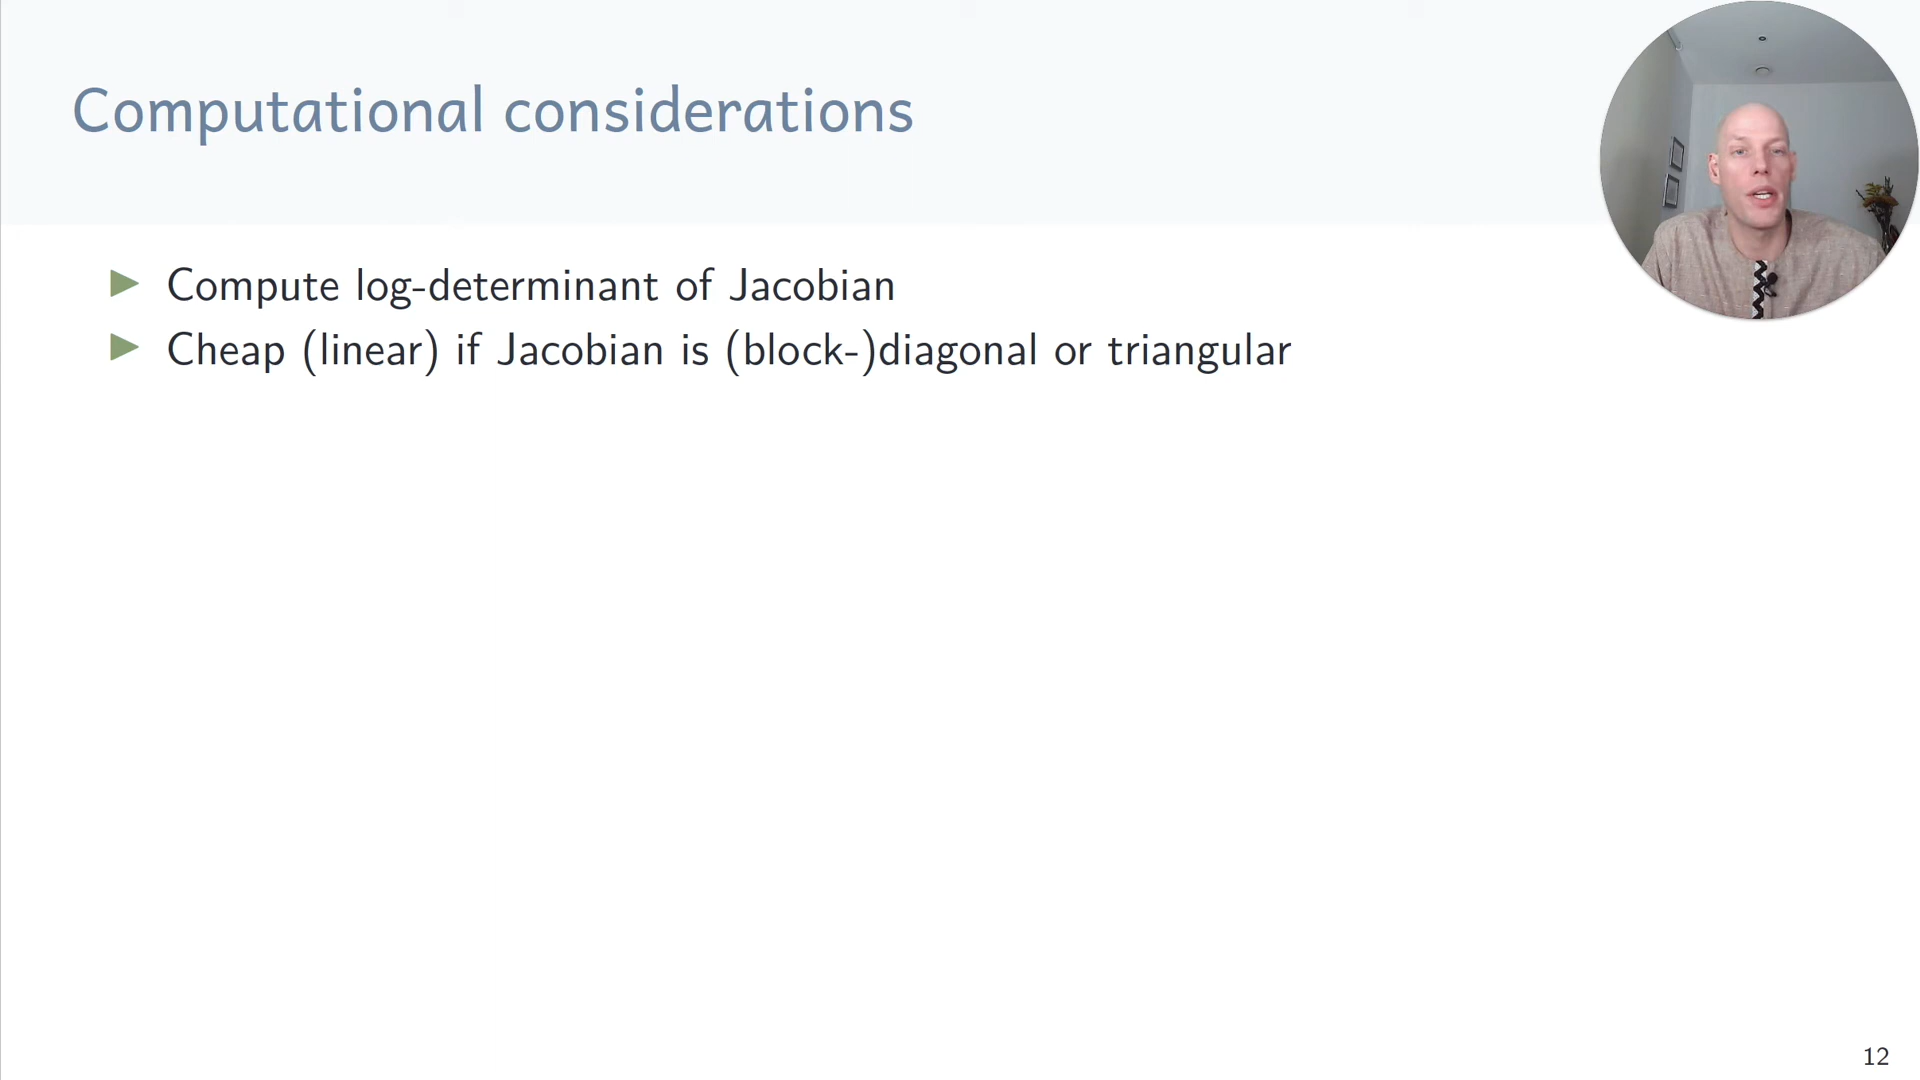 Computational considerations
▶ Compute log-determinant of Jacobian
▶ Cheap (linear) if Jacobian is (block-)diagonal or triangular
12